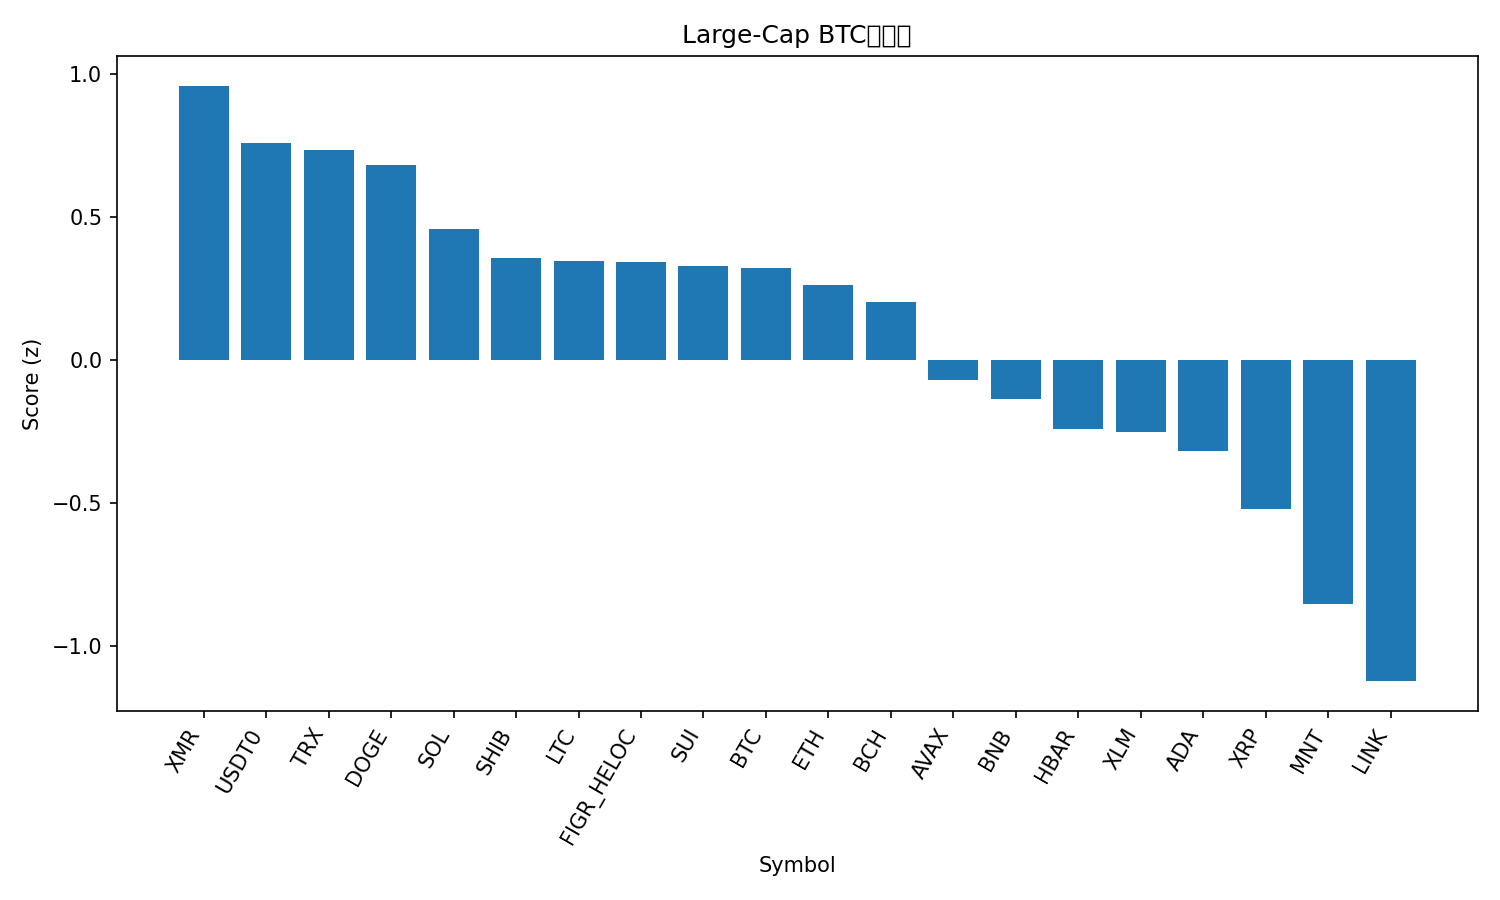 Large-Cap BTC
1.0
0.5
0.0
−0.5
−1.0
Score (z)
XMR
USDT0
TRX
DOGE
SOL
SHIB
LTC
FIGR_HELOC
SUI
BTC
ETH
BCH
AVAX
BNB
HBAR
XLM
ADA
XRP
MNT
LINK
Symbol